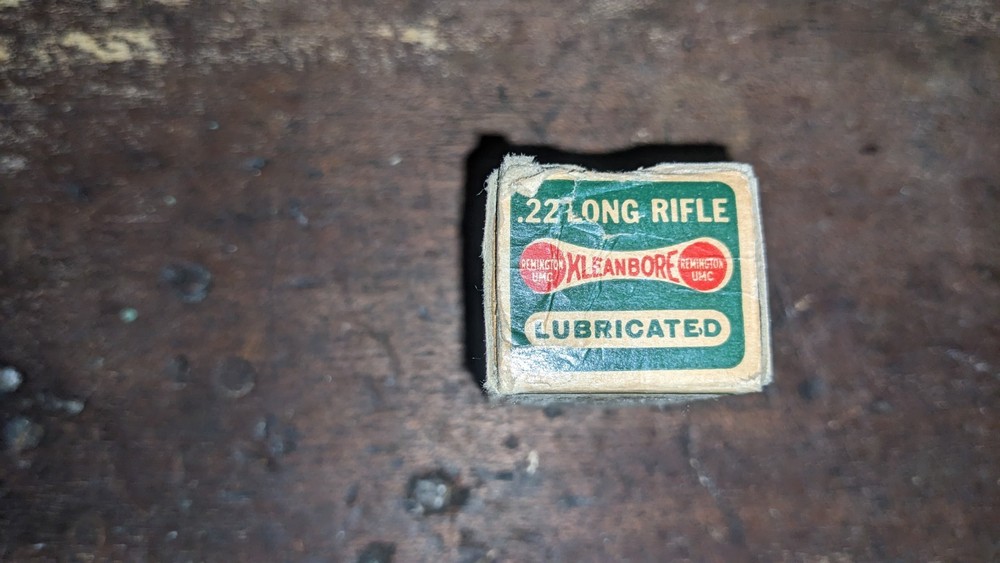 .22 LONG RIFLE
REMINGTON
UMC
KLEANBORE
REMINGTON
UMC
LUBRICATED